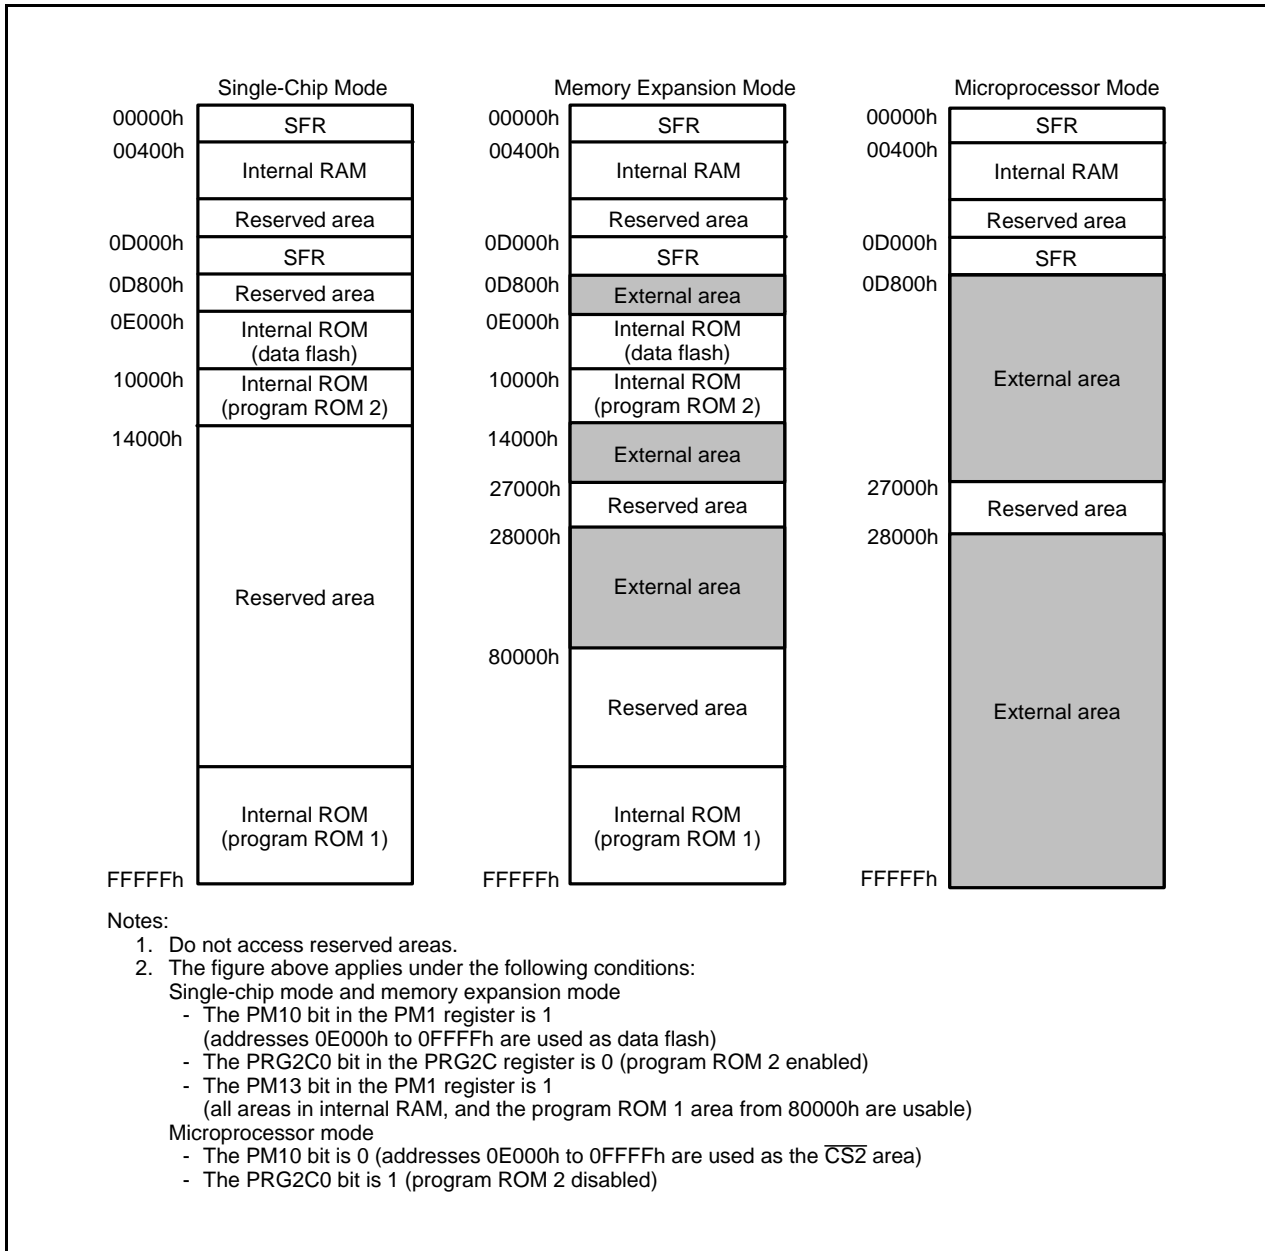 Single-Chip Mode
00000h
SFR
00400h
Internal RAM
Reserved area
0D000h
SFR
0D800h
Reserved area
0E000h
Internal ROM
(data flash)
10000h
Internal ROM
(program ROM 2)
14000h
Reserved area
Internal ROM
(program ROM 1)
FFFFFh
Memory Expansion Mode
00000h
SFR
00400h
Internal RAM
Reserved area
0D000h
SFR
0D800h
External area
0E000h
Internal ROM
(data flash)
10000h
Internal ROM
(program ROM 2)
14000h
External area
27000h
Reserved area
28000h
External area
80000h
Reserved area
Internal ROM
(program ROM 1)
FFFFFh
Microprocessor Mode
00000h
SFR
00400h
Internal RAM
Reserved area
0D000h
SFR
0D800h
External area
27000h
Reserved area
28000h
External area
FFFFFh
Notes:
1. Do not access reserved areas.
2. The figure above applies under the following conditions:
Single-chip mode and memory expansion mode
- The PM10 bit in the PM1 register is 1
(addresses 0E000h to 0FFFFh are used as data flash)
- The PRG2C0 bit in the PRG2C register is 0 (program ROM 2 enabled)
- The PM13 bit in the PM1 register is 1
(all areas in internal RAM, and the program ROM 1 area from 80000h are usable)
Microprocessor mode
- The PM10 bit is 0 (addresses 0E000h to 0FFFFh are used as the C̅S̅2̅ area)
- The PRG2C0 bit is 1 (program ROM 2 disabled)